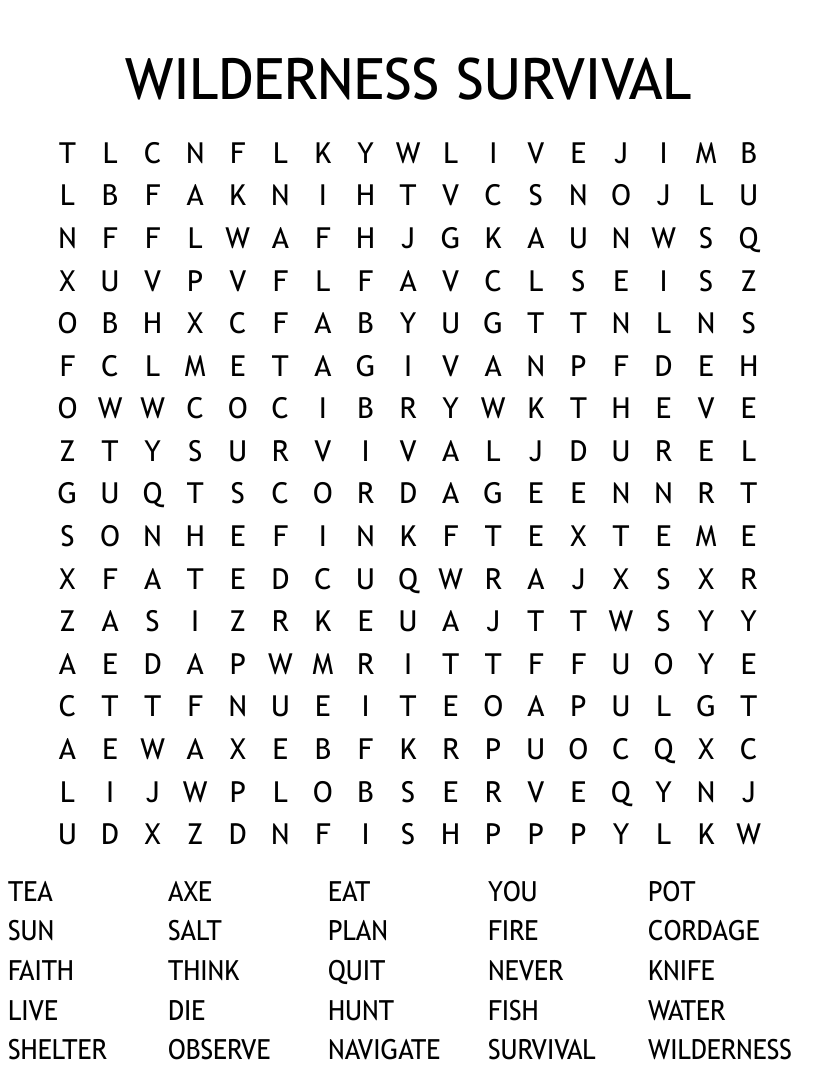 WILDERNESS SURVIVAL
T L C N F L K Y W L I V E J I M B
L B F A K N I H T V C S N O J L U
N F F L W A F H J G K A U N W S Q
X U V P V F L F A V C L S E I S Z
O B H X C F A B Y U G T T N L N S
F C L M E T A G I V A N P F D E H
O W W C O C I B R Y W K T H E V E
Z T Y S U R V I V A L J D U R E L
G U Q T S C O R D A G E E N N R T
S O N H E F I N K F T E X T E M E
X F A T E D C U Q W R A J X S X R
Z A S I Z R K E U A J T T W S Y Y
A E D A P W M R I T T F F U O Y E
C T T F N U E I T E O A P U L G T
A E W A X E B F K R P U O C Q X C
L I J W P L O B S E R V E Q Y N J
U D X Z D N F I S H P P P Y L K W
TEA AXE EAT YOU POT
SUN SALT PLAN FIRE CORDAGE
FAITH THINK QUIT NEVER KNIFE
LIVE DIE HUNT FISH WATER
SHELTER OBSERVE NAVIGATE SURVIVAL WILDERNESS